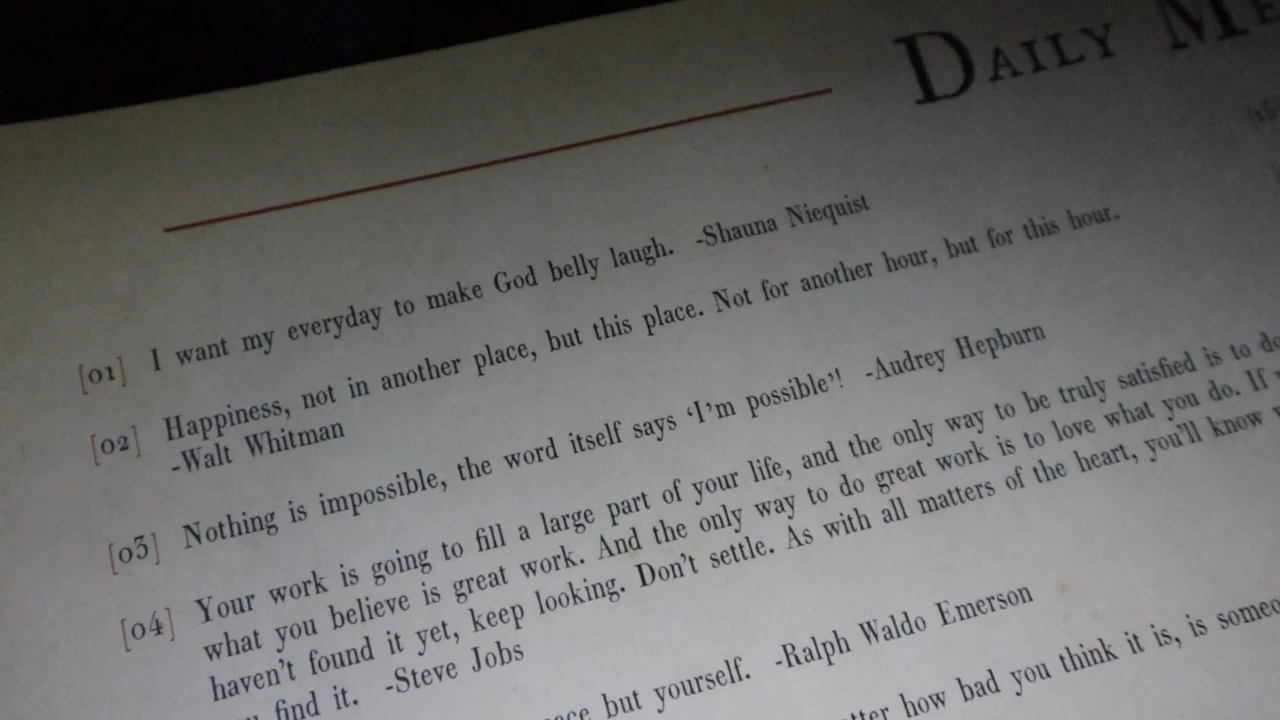 DAILY
[01] I want my everyday to make God belly laugh. -Shauna Niequist
[02] Happiness, not in another place, but this place. Not for another hour, but for this hour.
-Walt Whitman
[03] Nothing is impossible, the word itself says ‘I’m possible’! -Audrey Hepburn
[04] Your work is going to fill a large part of your life, and the only way to be truly satisfied is to do
what you believe is great work. And the only way to do great work is to love what you do. If
haven’t found it yet, keep looking. Don’t settle. As with all matters of the heart, you’ll know
find it. -Steve Jobs
but yourself. -Ralph Waldo Emerson
how bad you think it is, is